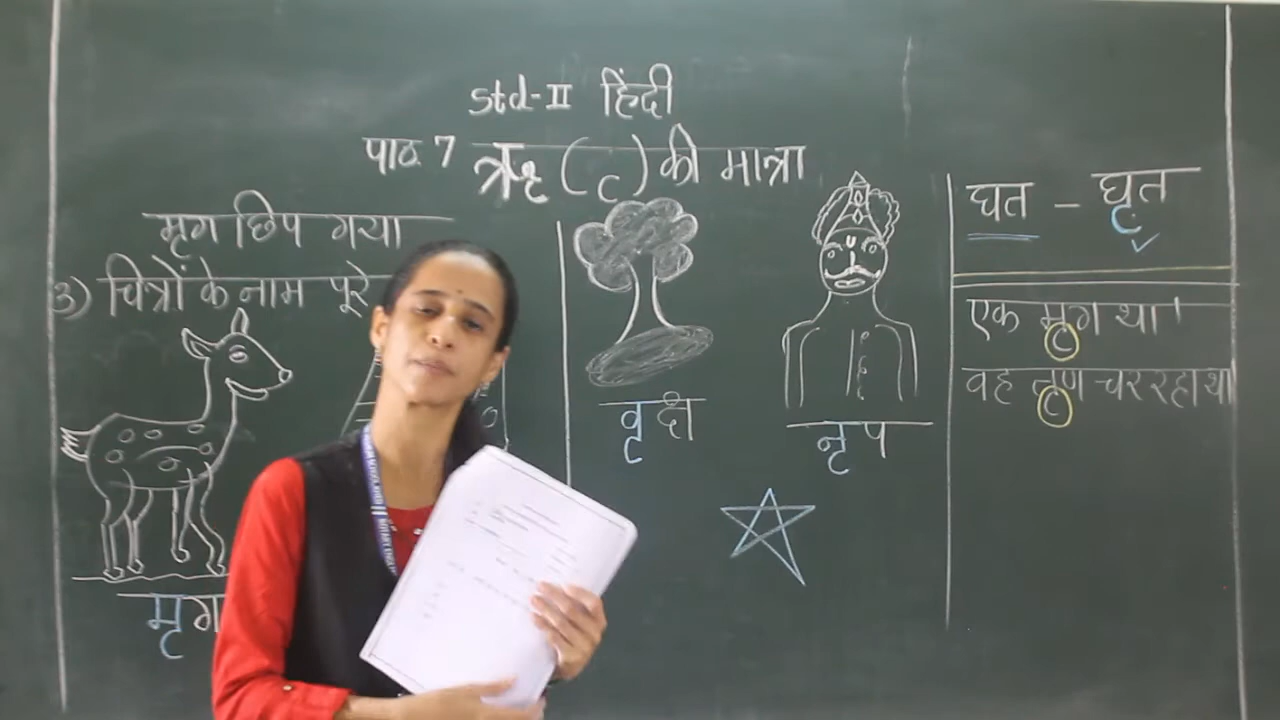 Std-II हिंदी
पाठ 7 ऋ ( ृ ) की मात्रा
मृग छिप गया
3) चित्रों के नाम पूरे
मृग
वृक्ष
नृप
घत – घृत
एक मृग था।
वह तृण चर रहा था